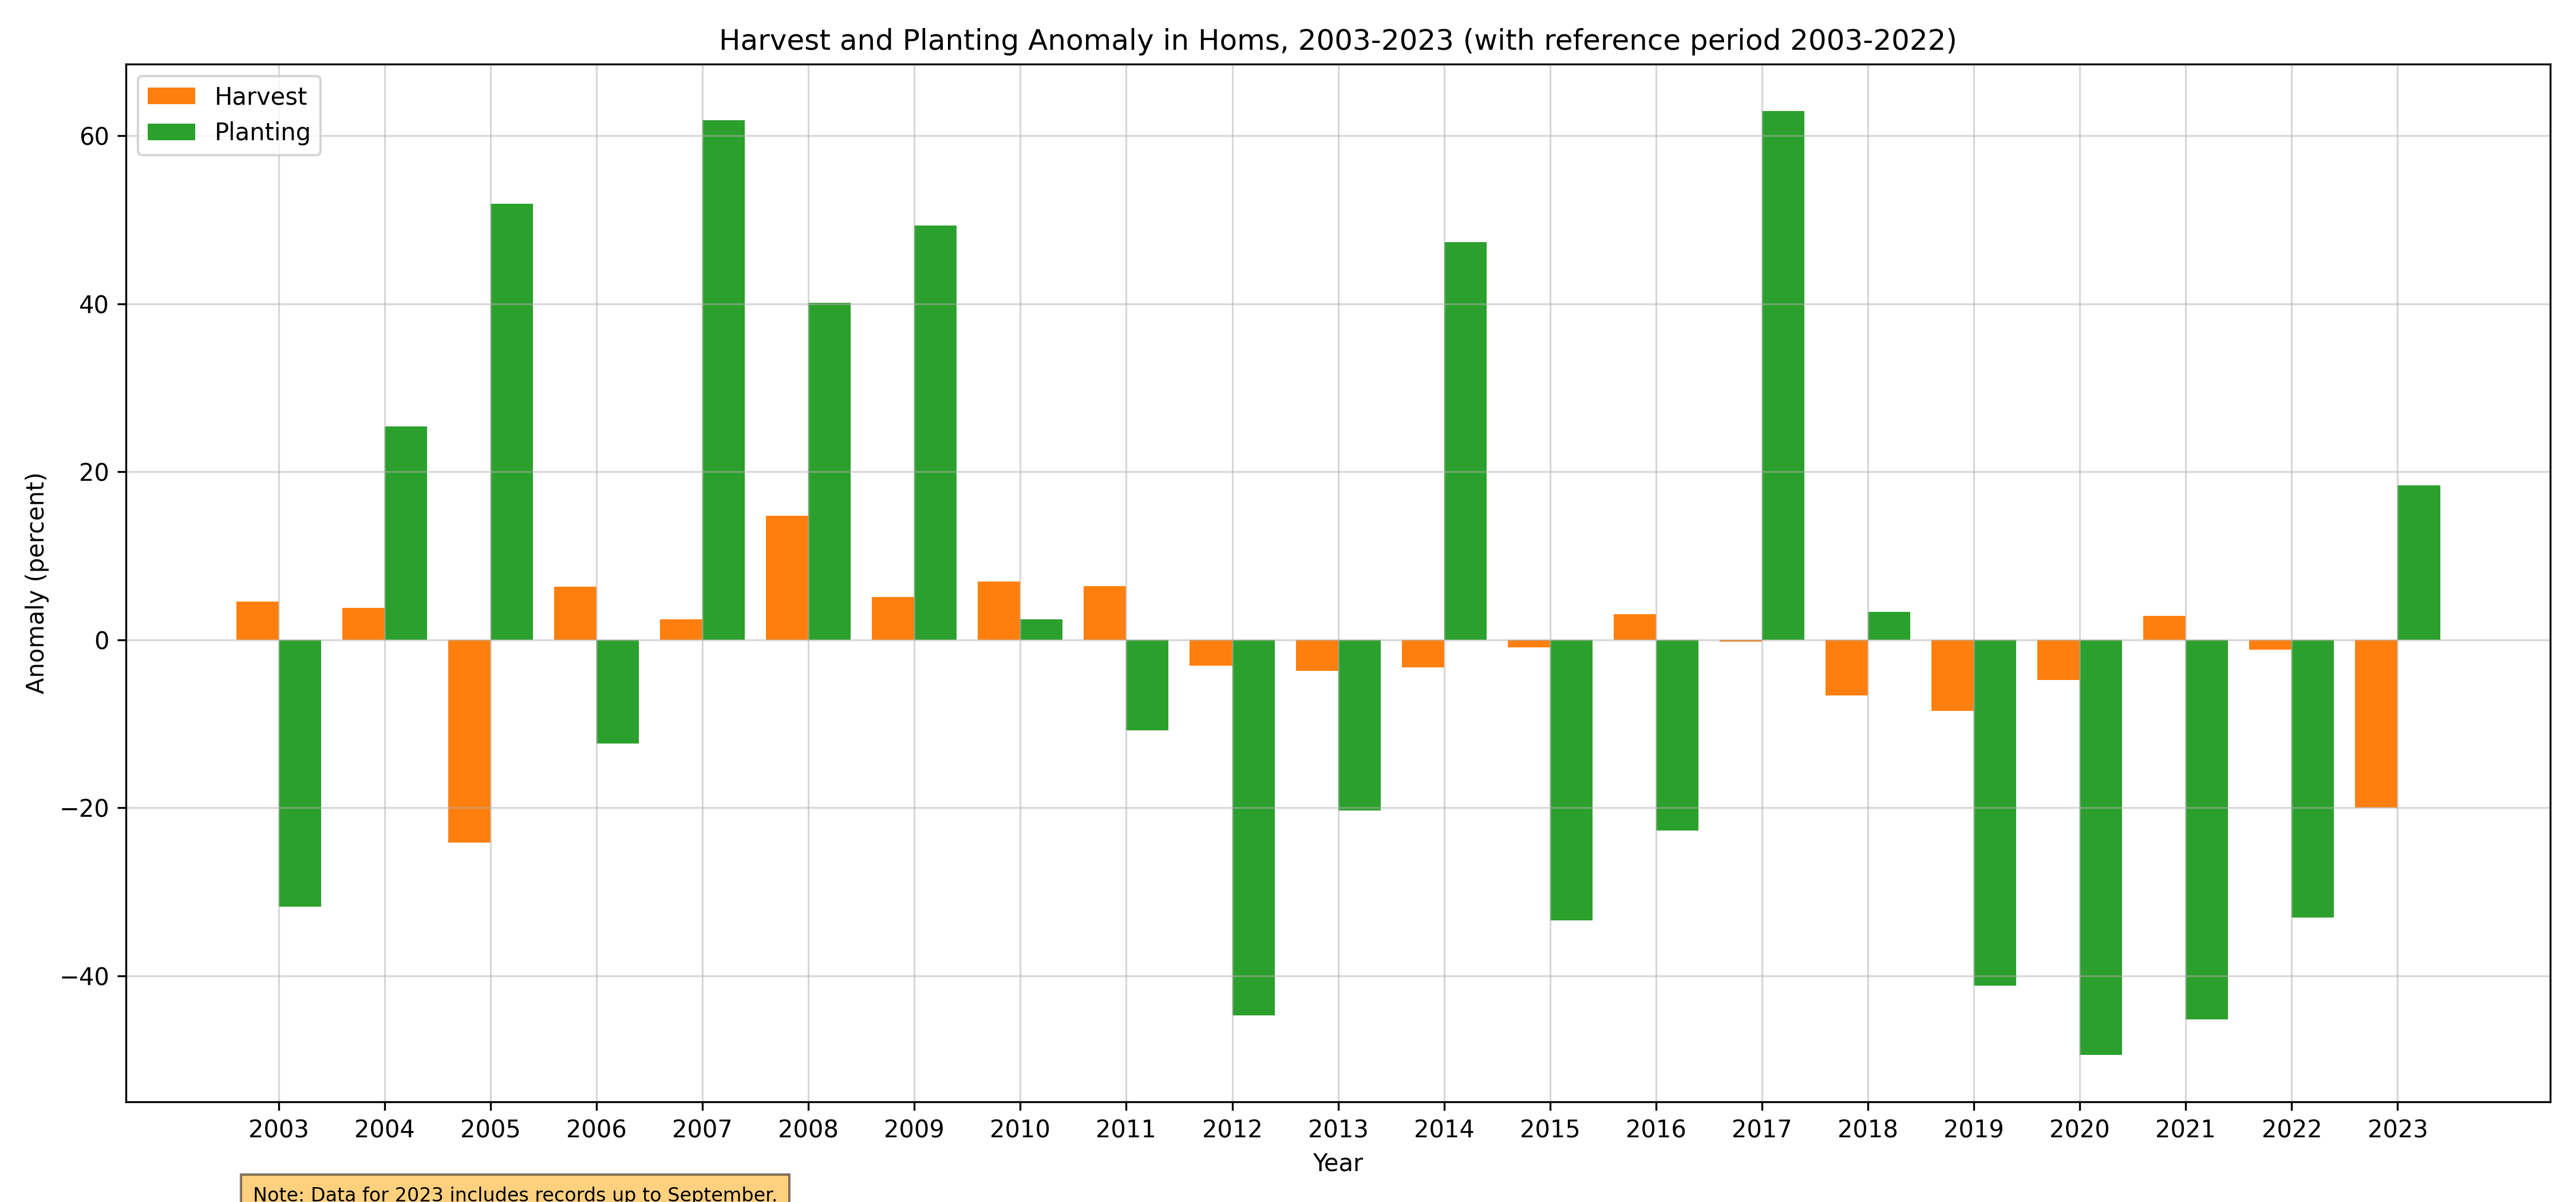 Harvest and Planting Anomaly in Homs, 2003-2023 (with reference period 2003-2022)
Harvest
Planting
60
40
20
0
−20
−40
Anomaly (percent)
2003 2004 2005 2006 2007 2008 2009 2010 2011 2012 2013 2014 2015 2016 2017 2018 2019 2020 2021 2022 2023
Year
Note: Data for 2023 includes records up to September.